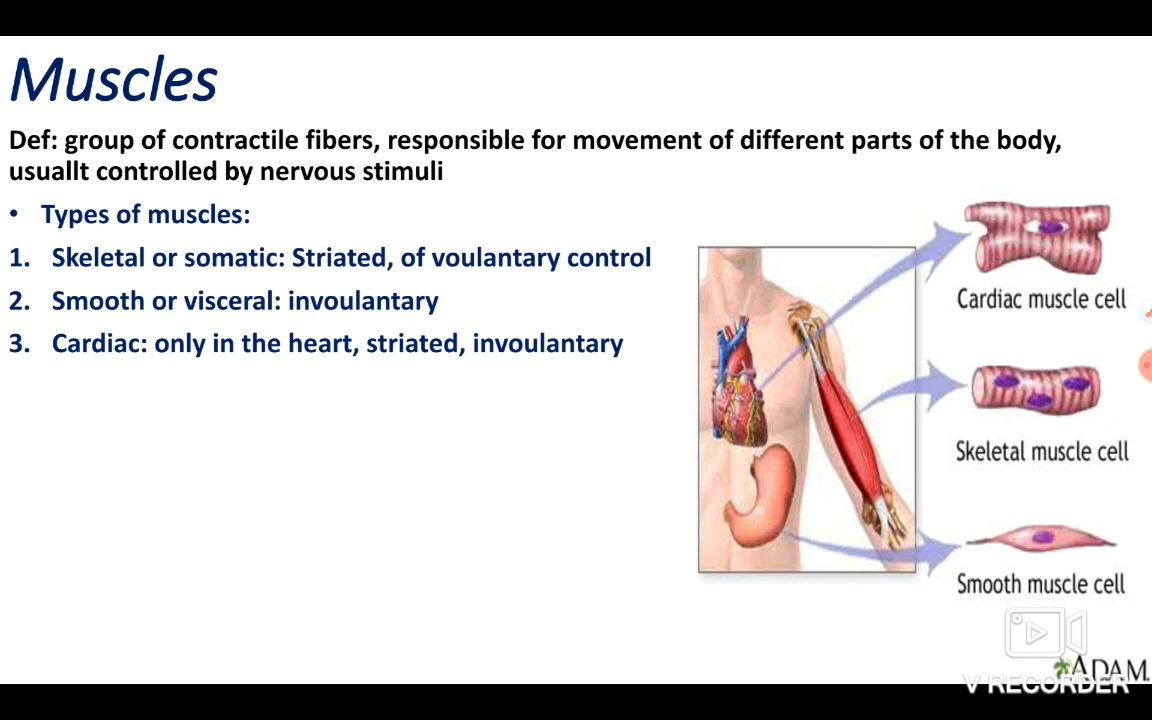 Muscles
Def: group of contractile fibers, responsible for movement of different parts of the body,
usuallt controlled by nervous stimuli
• Types of muscles:
1. Skeletal or somatic: Striated, of voulantary control
2. Smooth or visceral: invoulantary
3. Cardiac: only in the heart, striated, invoulantary
Cardiac muscle cell
Skeletal muscle cell
Smooth muscle cell
ADAM.
V RECORDER